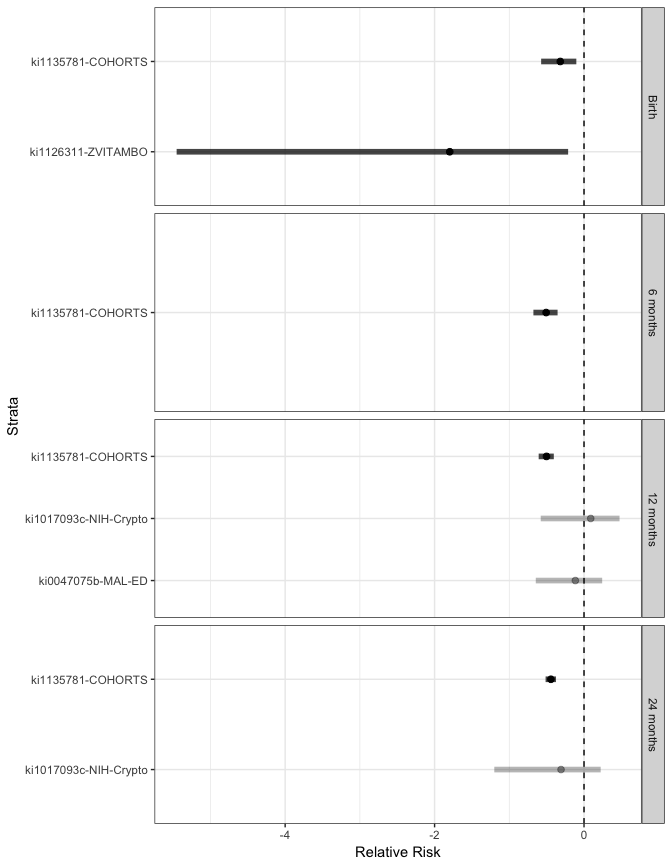 ki1135781-COHORTS
ki1126311-ZVITAMBO
Birth
ki1135781-COHORTS
6 months
ki1135781-COHORTS
ki1017093c-NIH-Crypto
ki0047075b-MAL-ED
12 months
ki1135781-COHORTS
ki1017093c-NIH-Crypto
24 months
Strata
-4 -2 0
Relative Risk